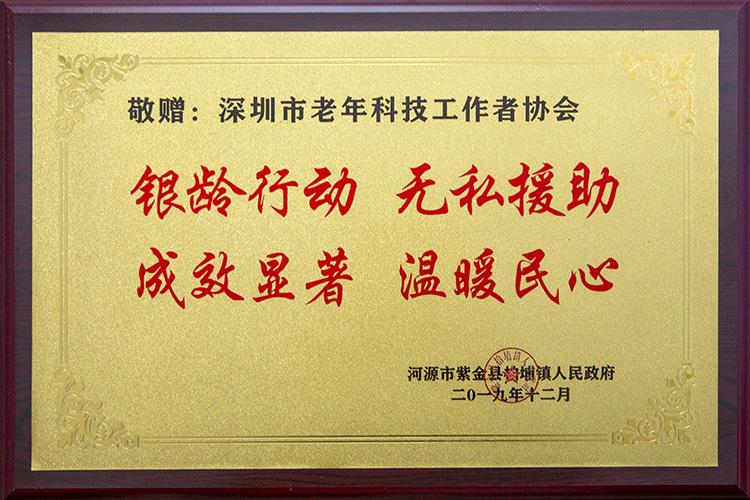 敬赠：深圳市老年科技工作者协会
银龄行动 无私援助
成效显著 温暖民心
河源市紫金县柏埔镇人民政府
二0一九年十二月